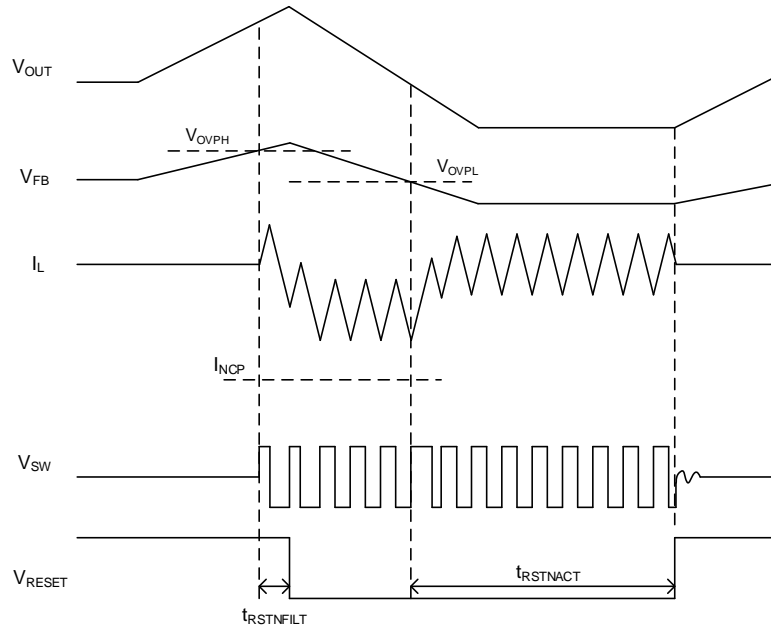 VOUT
VOVPH
VOVPL
VFB
IL
INCP
VSW
VRESET
tRSTNACT
tRSTNFILT